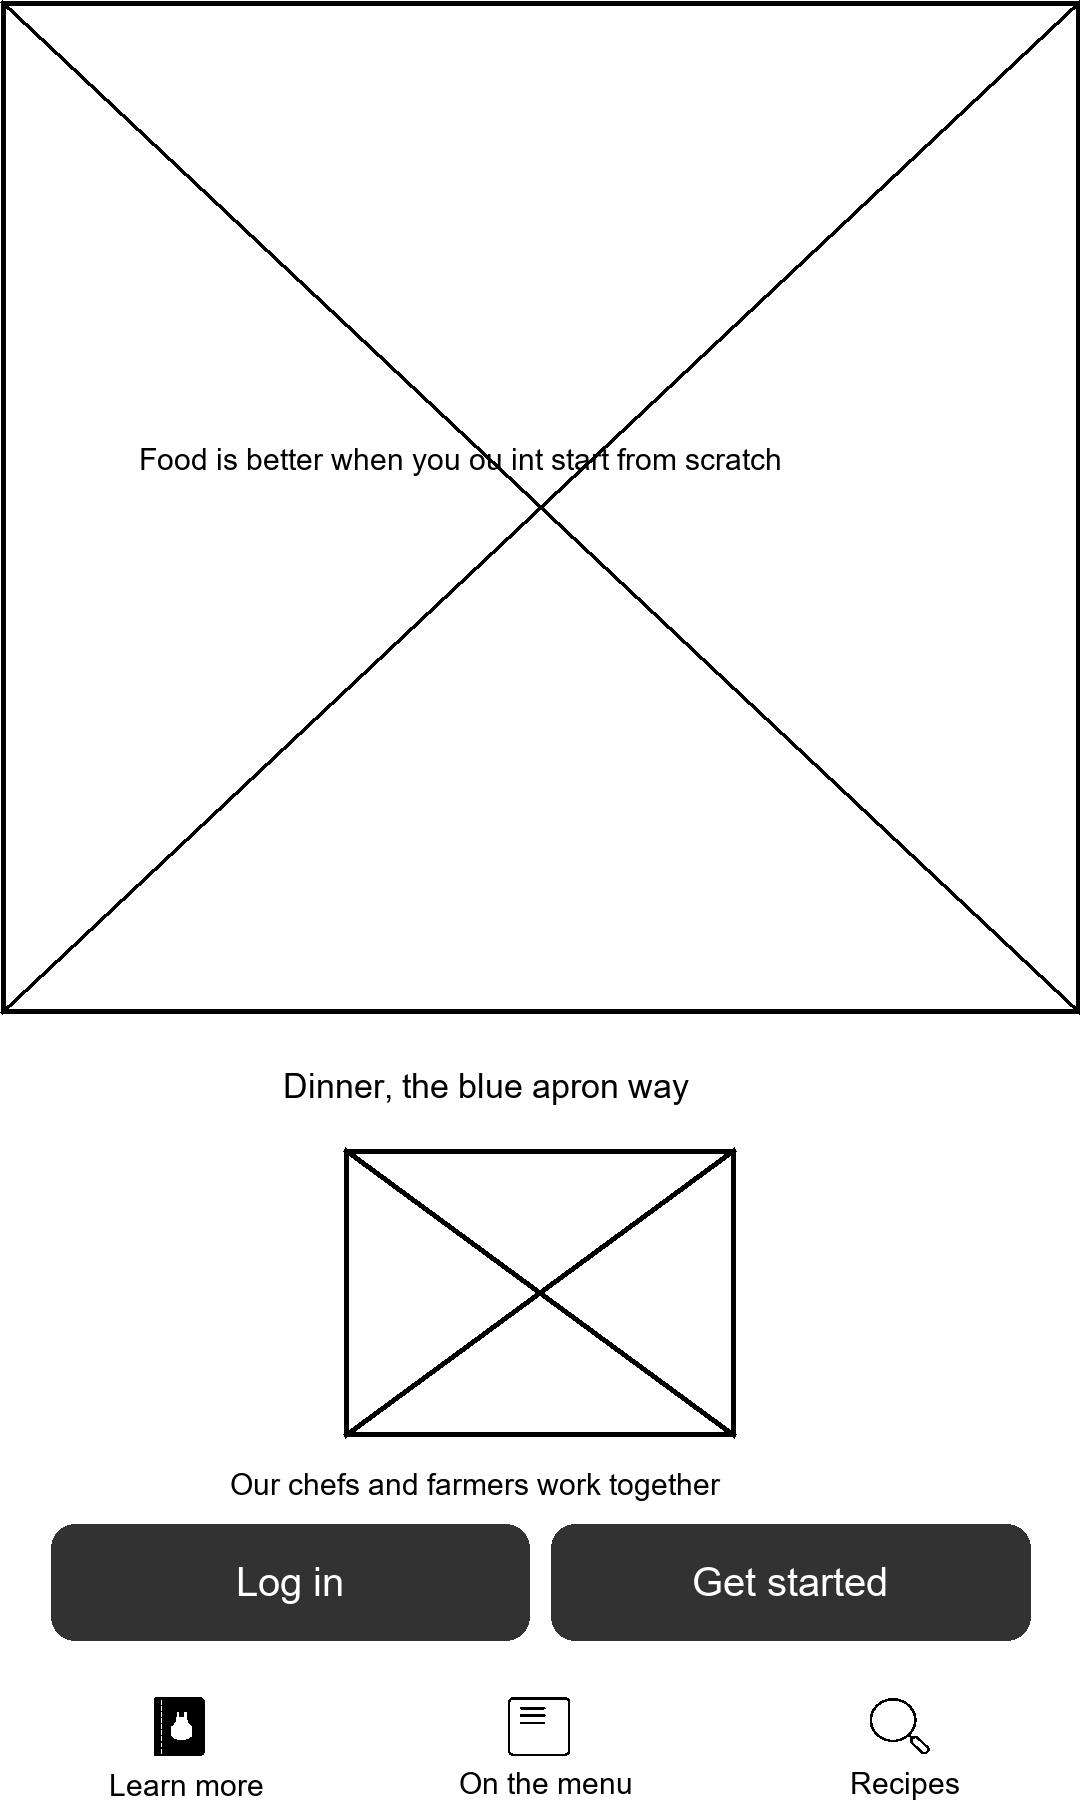 Food is better when you ou int start from scratch
Dinner, the blue apron way
Our chefs and farmers work together
Log in
Get started
Learn more
On the menu
Recipes